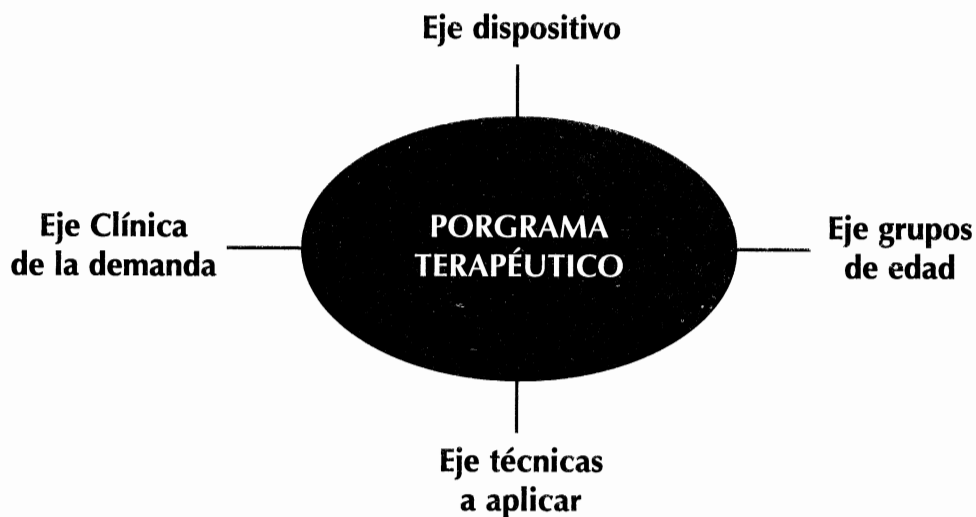 Eje dispositivo
Eje Clínica
de la demanda
PORGRAMA
TERAPÉUTICO
Eje grupos
de edad
Eje técnicas
a aplicar